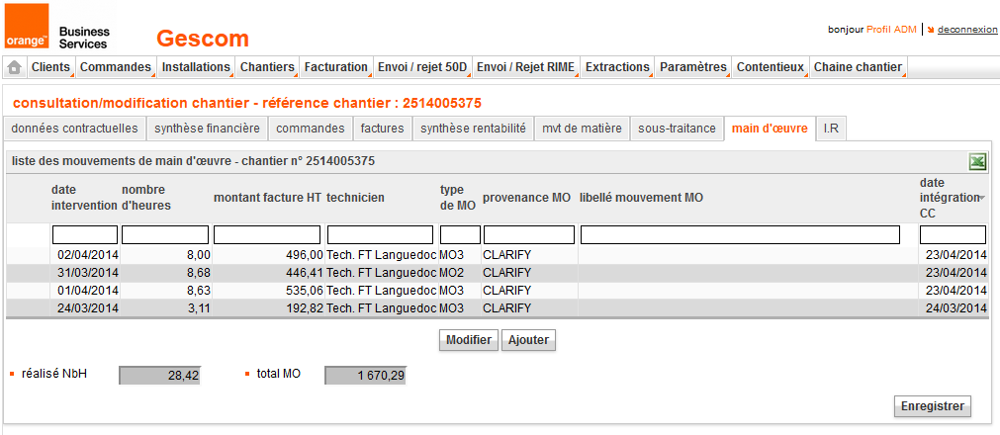 orange™ Business Services
Gescom
bonjour Profil ADM déconnexion
Clients Commandes Installations Chantiers Facturation Envoi / rejet 50D Envoi / Rejet RIME Extractions Paramètres Contentieux Chaine chantier
consultation/modification chantier - référence chantier : 2514005375
données contractuelles synthèse financière commandes factures synthèse rentabilité mvt de matière sous-traitance main d'œuvre I.R
liste des mouvements de main d'œuvre - chantier n° 2514005375
date intervention nombre d'heures montant facture HT technicien type de MO provenance MO libellé mouvement MO date intégration CC
02/04/2014 8,00 496,00 Tech. FT Languedoc MO3 CLARIFY 23/04/2014
31/03/2014 8,68 446,41 Tech. FT Languedoc MO2 CLARIFY 23/04/2014
01/04/2014 8,63 535,06 Tech. FT Languedoc MO3 CLARIFY 23/04/2014
24/03/2014 3,11 192,82 Tech. FT Languedoc MO3 CLARIFY 24/03/2014
Modifier Ajouter
réalisé NbH 28,42 total MO 1 670,29
Enregistrer